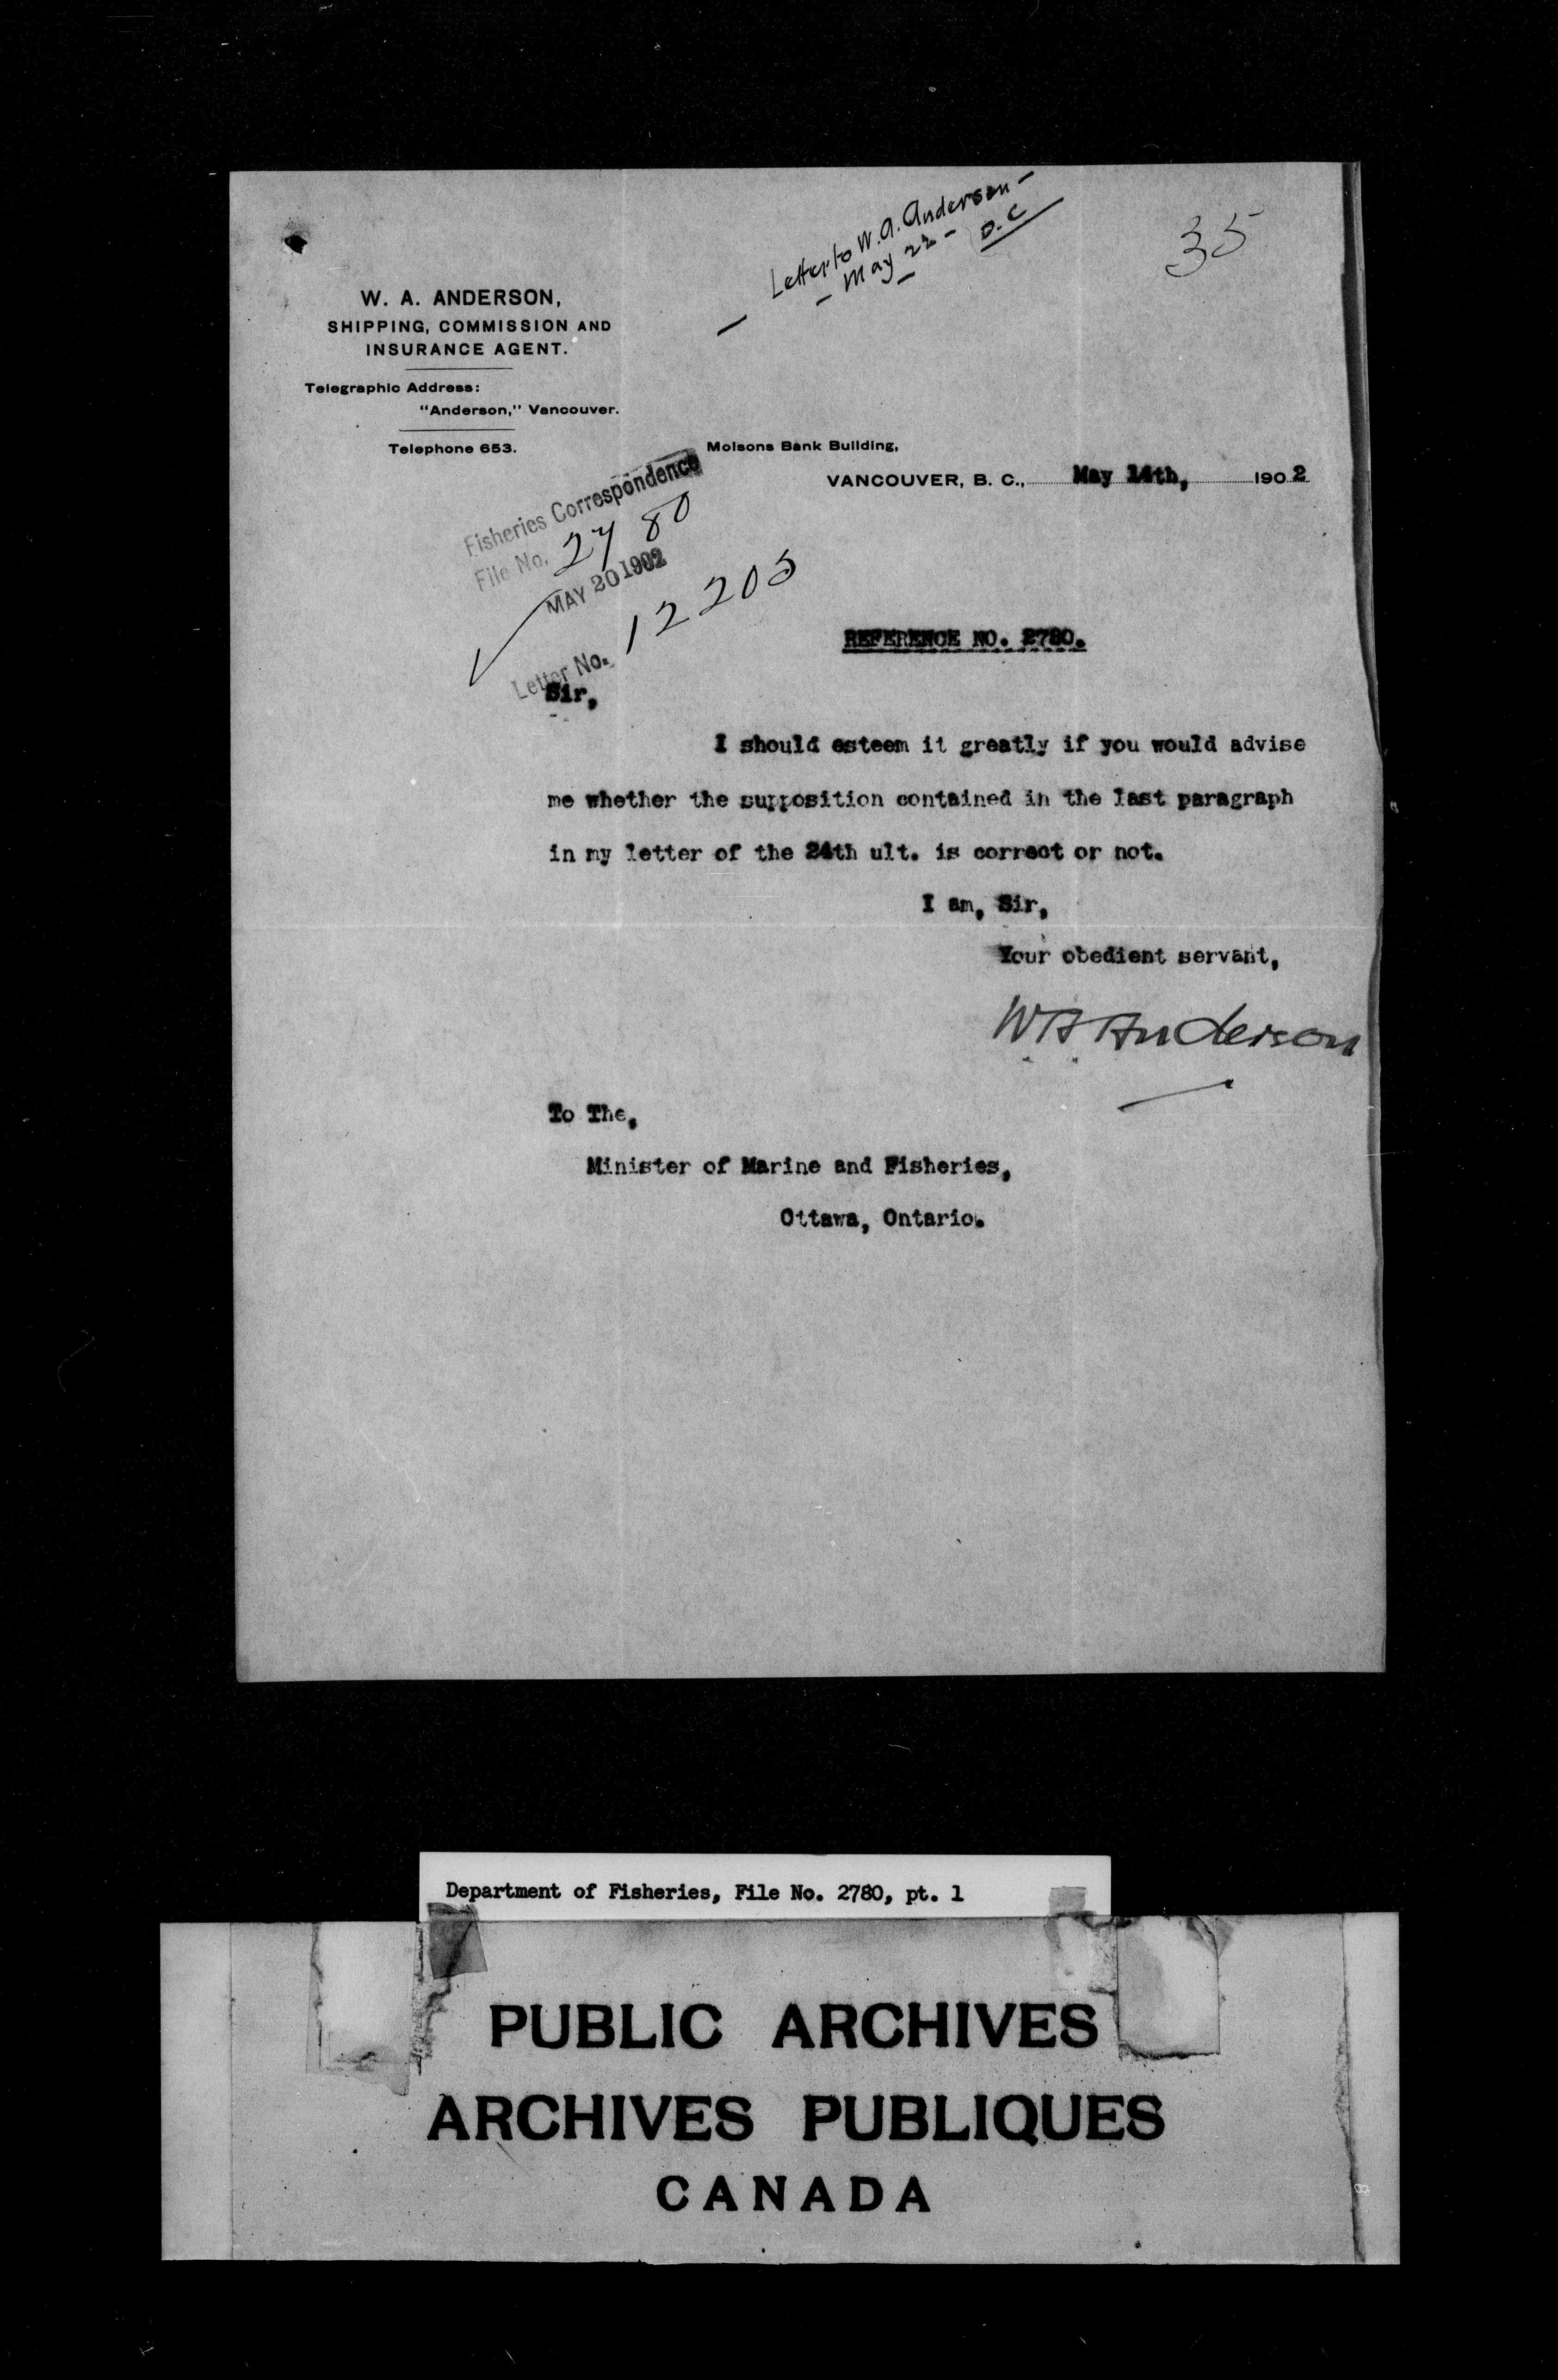 Letter to W. A. Anderson -
- May 22 - D. C
35
W. A. ANDERSON,
SHIPPING, COMMISSION AND
INSURANCE AGENT.
Telegraphic Address:
"Anderson," Vancouver.
Telephone 653.
Molsons Bank Building,
VANCOUVER, B. C., May 14th, 1902
Fisheries Correspondence
File No. 2780
MAY 20 1902
Letter No. 12205
REFERENCE NO. 2780.
Sir,
I should esteem it greatly if you would advise
me whether the supposition contained in the last paragraph
in my letter of the 24th ult. is correct or not.
I am, Sir,
Your obedient servant,
W A Anderson
To The,
Minister of Marine and Fisheries,
Ottawa, Ontario.
Department of Fisheries, File No. 2780, pt. 1
PUBLIC ARCHIVES
ARCHIVES PUBLIQUES
CANADA